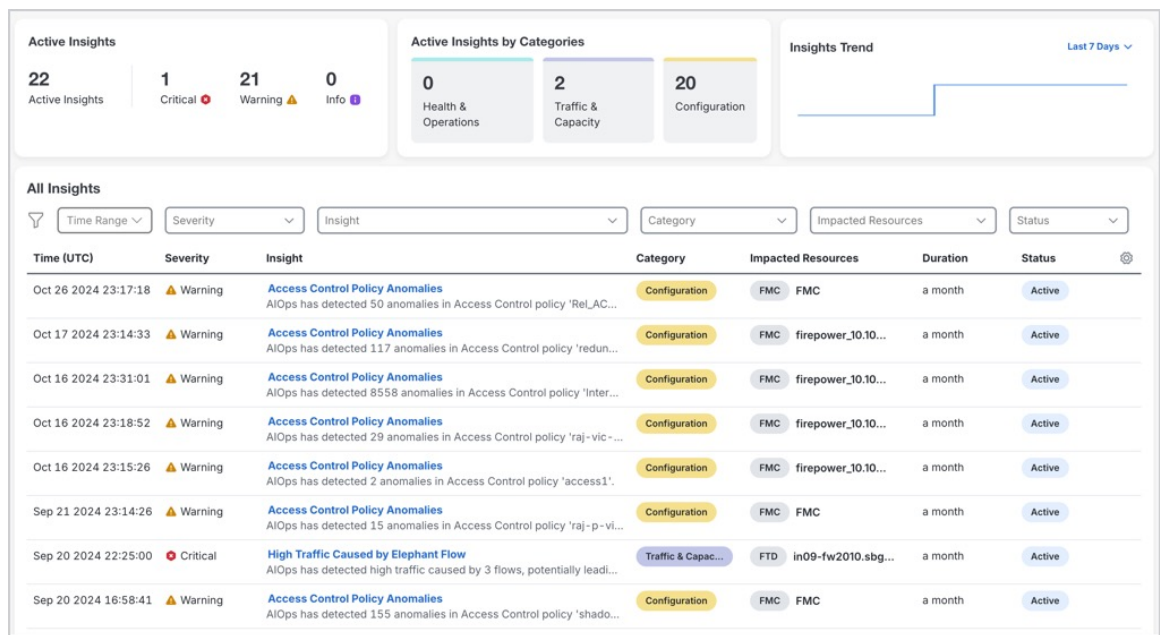 Active Insights
22
Active Insights
1
Critical
21
Warning
0
Info
Active Insights by Categories
0
Health &
Operations
2
Traffic &
Capacity
20
Configuration
Insights Trend
Last 7 Days
All Insights
Time Range
Severity
Insight
Category
Impacted Resources
Status
Time (UTC) Severity Insight Category Impacted Resources Duration Status
Oct 26 2024 23:17:18 Warning Access Control Policy Anomalies Configuration FMC FMC a month Active
AIOps has detected 50 anomalies in Access Control policy 'Rel_AC...
Oct 17 2024 23:14:33 Warning Access Control Policy Anomalies Configuration FMC firepower_10.10... a month Active
AIOps has detected 117 anomalies in Access Control policy 'redun...
Oct 16 2024 23:31:01 Warning Access Control Policy Anomalies Configuration FMC firepower_10.10... a month Active
AIOps has detected 8558 anomalies in Access Control policy 'Inter...
Oct 16 2024 23:18:52 Warning Access Control Policy Anomalies Configuration FMC firepower_10.10... a month Active
AIOps has detected 29 anomalies in Access Control policy 'raj-vic-...
Oct 16 2024 23:15:26 Warning Access Control Policy Anomalies Configuration FMC firepower_10.10... a month Active
AIOps has detected 2 anomalies in Access Control policy 'access1'.
Sep 21 2024 23:14:26 Warning Access Control Policy Anomalies Configuration FMC FMC a month Active
AIOps has detected 15 anomalies in Access Control policy 'raj-p-vi...
Sep 20 2024 22:25:00 Critical High Traffic Caused by Elephant Flow Traffic & Capac... FTD in09-fw2010.sbg... a month Active
AIOps has detected high traffic caused by 3 flows, potentially leadi...
Sep 20 2024 16:58:41 Warning Access Control Policy Anomalies Configuration FMC FMC a month Active
AIOps has detected 155 anomalies in Access Control policy 'shado...